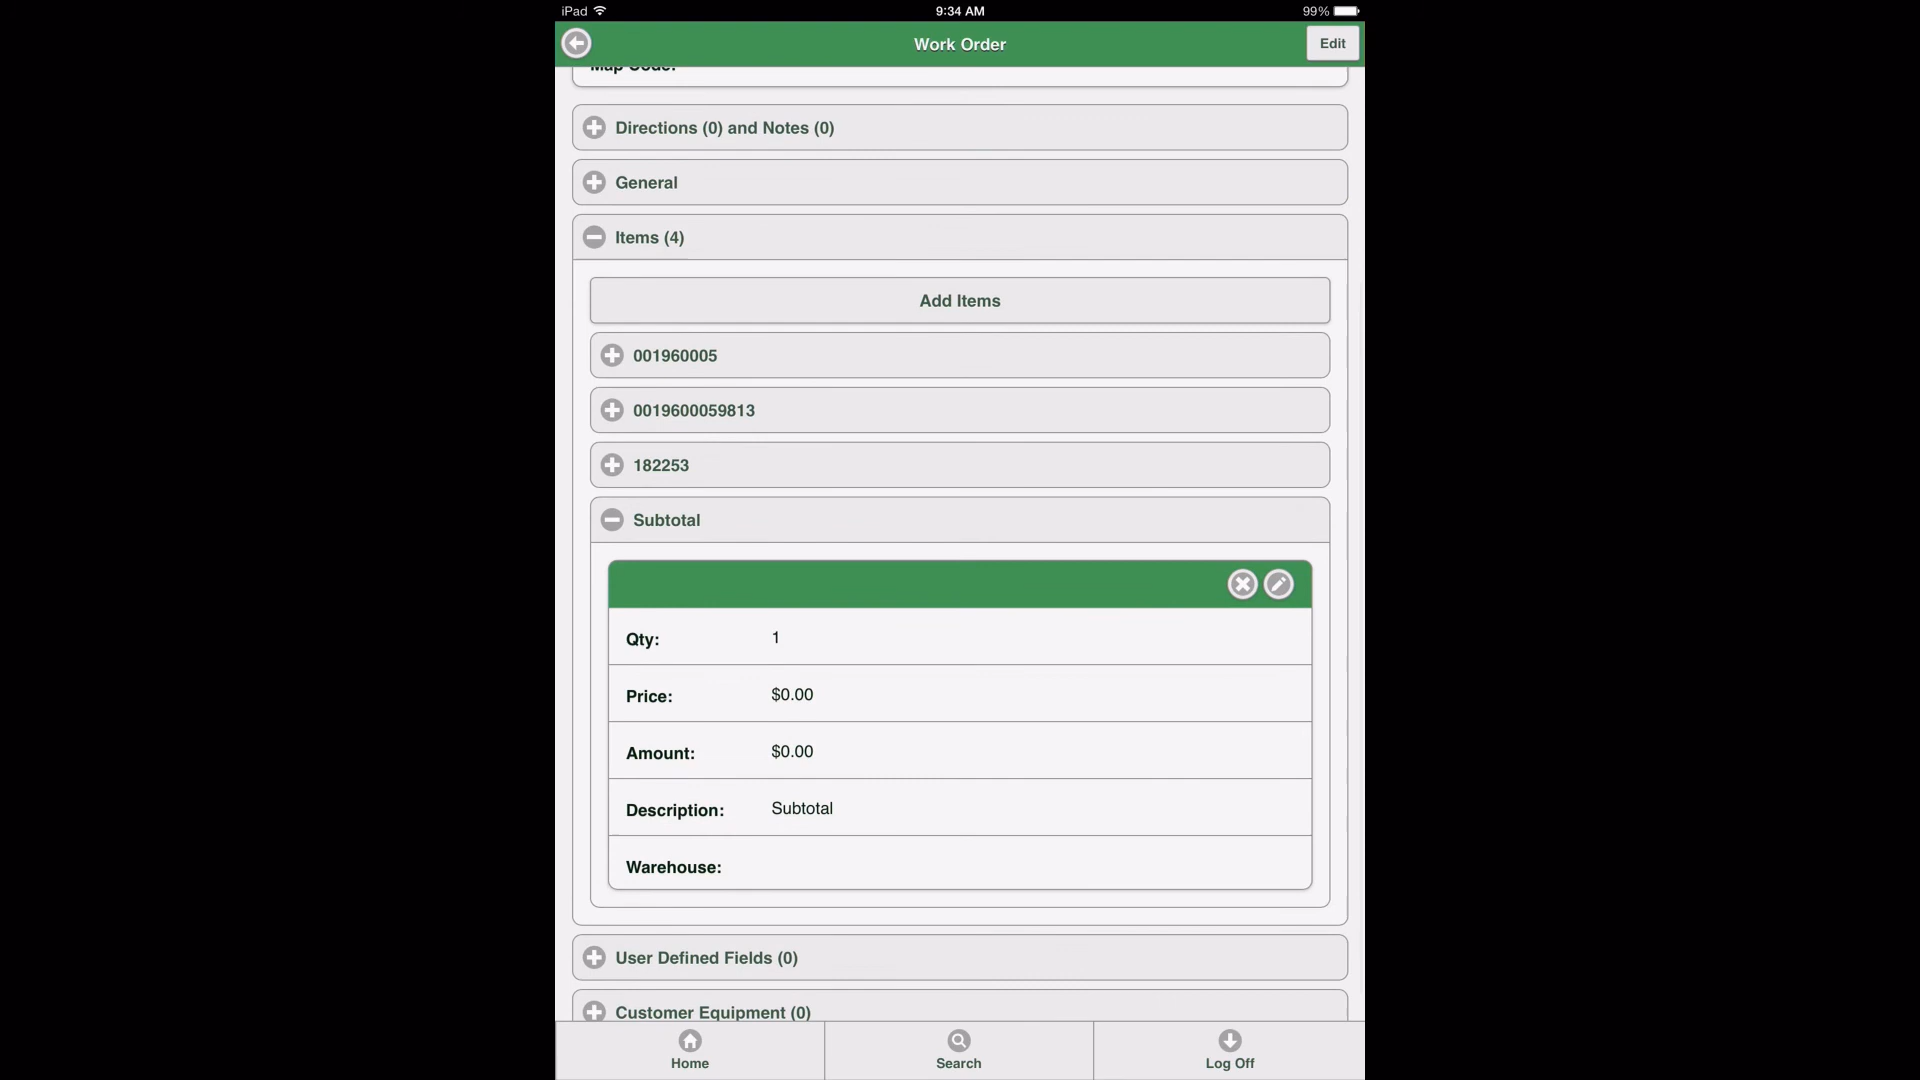 iPad 9:34 AM 99%
Work Order Edit
Map Code:
Directions (0) and Notes (0)
General
Items (4)
Add Items
001960005
0019600059813
182253
Subtotal
Qty: 1
Price: $0.00
Amount: $0.00
Description: Subtotal
Warehouse:
User Defined Fields (0)
Customer Equipment (0)
Home Search Log Off